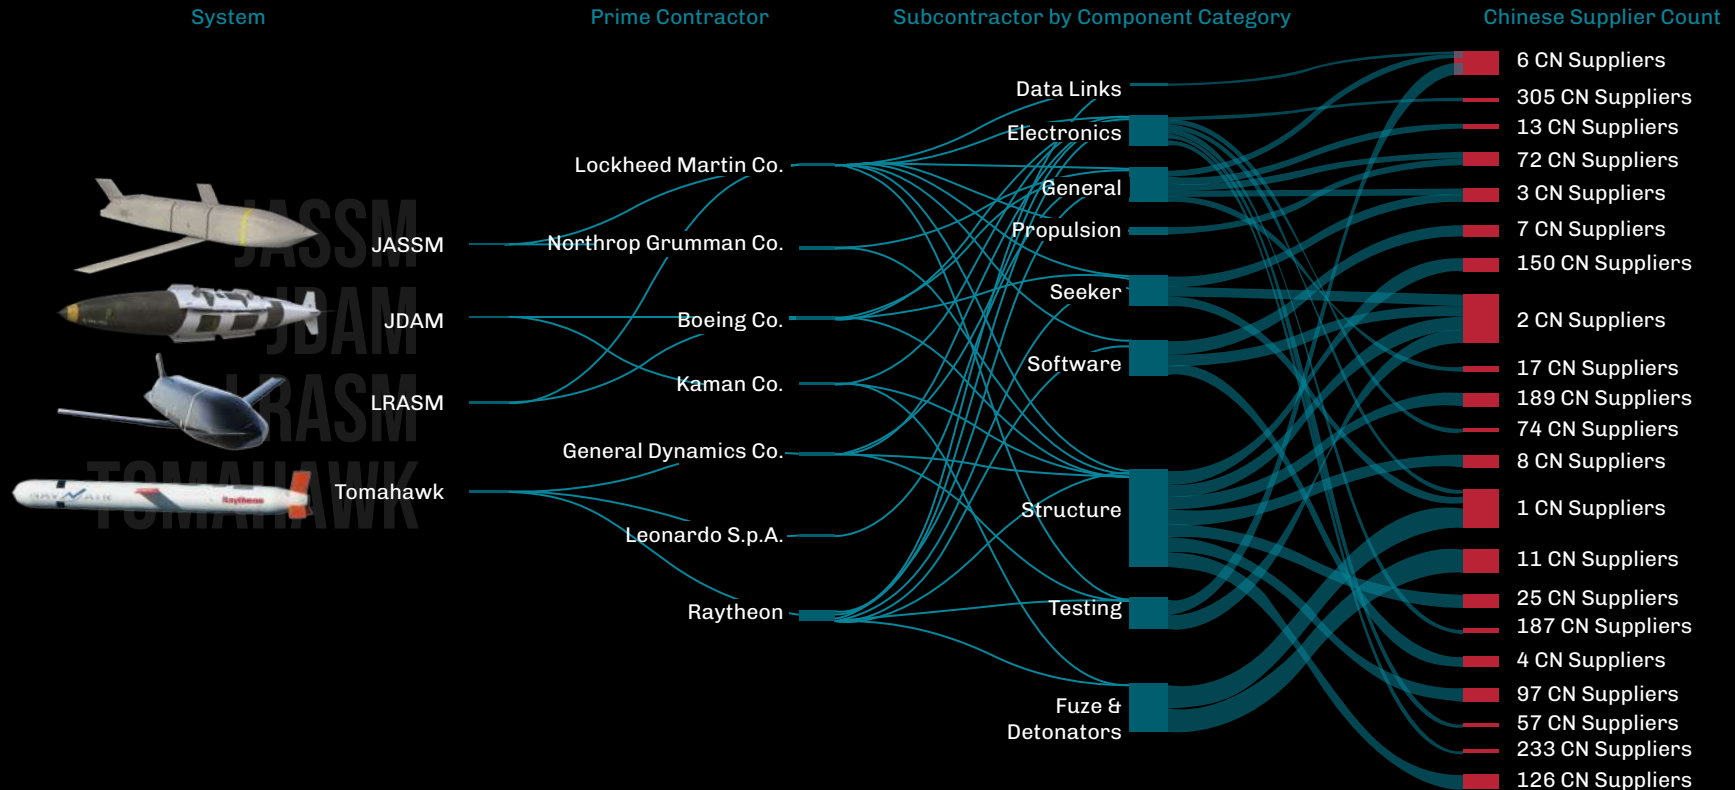 System
Prime Contractor
Subcontractor by Component Category
Chinese Supplier Count
JASSM
JASSM
JDAM
JDAM
LRASM
LRASM
TOMAHAWK
Tomahawk
Raytheon
Lockheed Martin Co.
Northrop Grumman Co.
Boeing Co.
Kaman Co.
General Dynamics Co.
Leonardo S.p.A.
Raytheon
Data Links
Electronics
General
Propulsion
Seeker
Software
Structure
Testing
Fuze &
Detonators
6 CN Suppliers
305 CN Suppliers
13 CN Suppliers
72 CN Suppliers
3 CN Suppliers
7 CN Suppliers
150 CN Suppliers
2 CN Suppliers
17 CN Suppliers
189 CN Suppliers
74 CN Suppliers
8 CN Suppliers
1 CN Suppliers
11 CN Suppliers
25 CN Suppliers
187 CN Suppliers
4 CN Suppliers
97 CN Suppliers
57 CN Suppliers
233 CN Suppliers
126 CN Suppliers